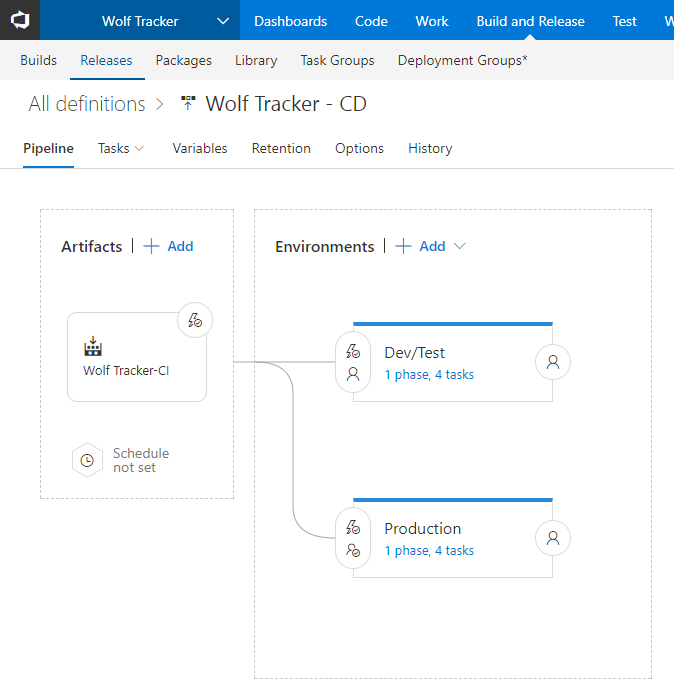 Wolf Tracker Dashboards Code Work Build and Release Test W
Builds Releases Packages Library Task Groups Deployment Groups*
All definitions > Wolf Tracker - CD
Pipeline Tasks Variables Retention Options History
Artifacts | + Add
Environments | + Add
Dev/Test
1 phase, 4 tasks
Wolf Tracker-CI
Schedule
not set
Production
1 phase, 4 tasks